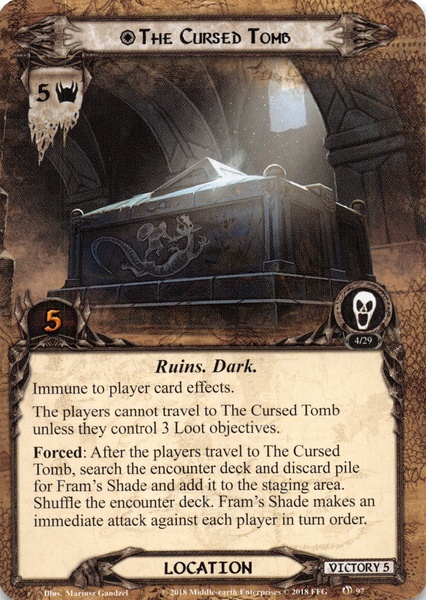 The Cursed Tomb
5
5
4/29
Ruins. Dark.
Immune to player card effects.
The players cannot travel to The Cursed Tomb
unless they control 3 Loot objectives.
Forced: After the players travel to The Cursed
Tomb, search the encounter deck and discard pile
for Fram's Shade and add it to the staging area.
Shuffle the encounter deck. Fram's Shade makes an
immediate attack against each player in turn order.
LOCATION
VICTORY 5
Illus. Mariusz Gandzel
© 2018 Middle-earth Enterprises © 2018 FFG
97